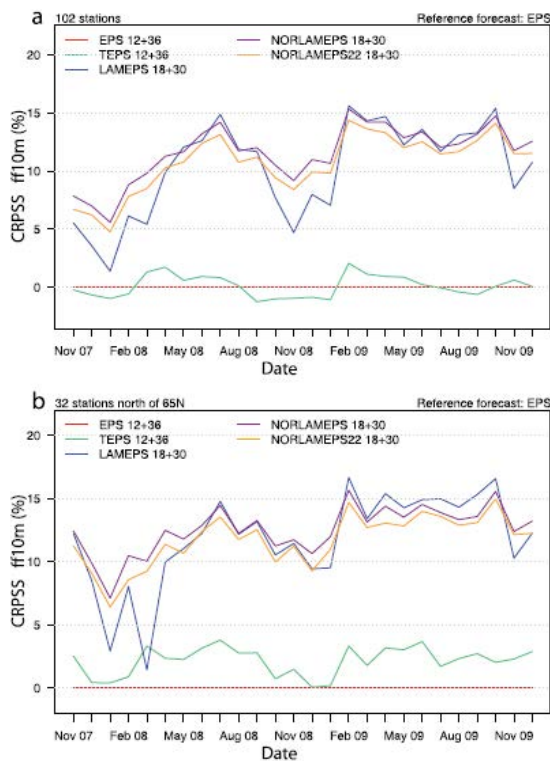 a 102 stations Reference forecast: EPS
EPS 12+36 NORLAMEPS 18+30
TEPS 12+36 NORLAMEPS22 18+30
LAMEPS 18+30
20
15
10
5
0
CRPSS ff10m (%)
Nov 07 Feb 08 May 08 Aug 08 Nov 08 Feb 09 May 09 Aug 09 Nov 09
Date
b 32 stations north of 65N Reference forecast: EPS
EPS 12+36 NORLAMEPS 18+30
TEPS 12+36 NORLAMEPS22 18+30
LAMEPS 18+30
20
15
10
5
0
CRPSS ff10m (%)
Nov 07 Feb 08 May 08 Aug 08 Nov 08 Feb 09 May 09 Aug 09 Nov 09
Date